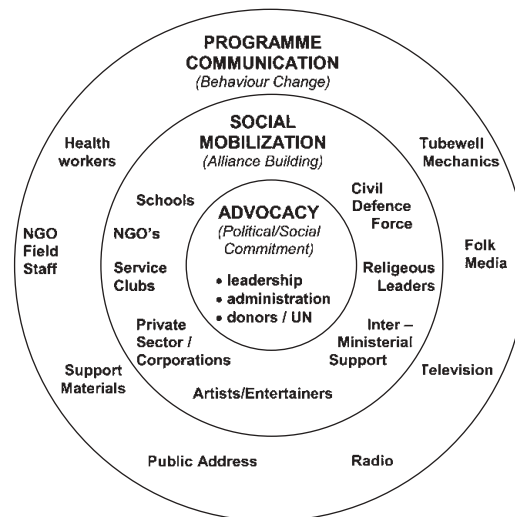 PROGRAMME
COMMUNICATION
(Behaviour Change)
SOCIAL
MOBILIZATION
(Alliance Building)
ADVOCACY
(Political/Social
Commitment)
• leadership
• administration
• donors / UN
Schools
NGO's
Service
Clubs
Private
Sector /
Corporations
Artists/Entertainers
Civil
Defence
Force
Religeous
Leaders
Inter –
Ministerial
Support
Health
workers
NGO
Field
Staff
Support
Materials
Public Address
Radio
Television
Folk
Media
Tubewell
Mechanics